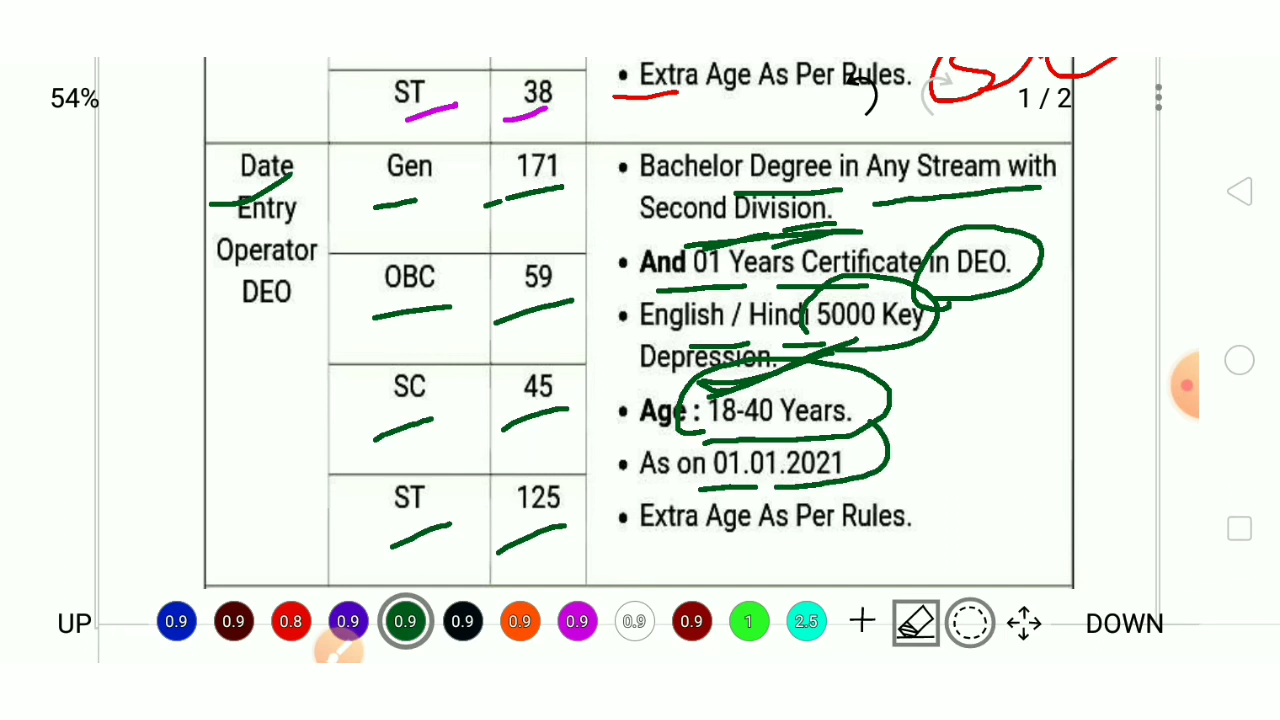 54%
ST 38
• Extra Age As Per Rules.
1 / 2
Date Entry Operator DEO
Gen 171
OBC 59
SC 45
ST 125
• Bachelor Degree in Any Stream with
Second Division.
• And 01 Years Certificate in DEO.
• English / Hindi 5000 Key
Depression.
• Age : 18-40 Years.
• As on 01.01.2021
• Extra Age As Per Rules.
UP 0.9 0.9 0.8 0.9 0.9 0.9 0.9 0.9 0.9 0.9 1 2.5 DOWN